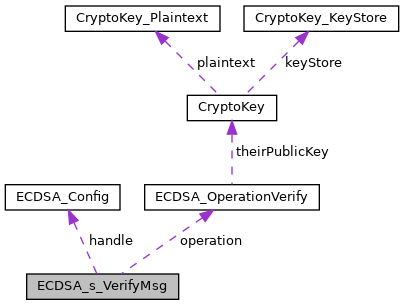 CryptoKey_Plaintext
CryptoKey_KeyStore
plaintext
keyStore
CryptoKey
theirPublicKey
ECDSA_Config
ECDSA_OperationVerify
handle
operation
ECDSA_s_VerifyMsg